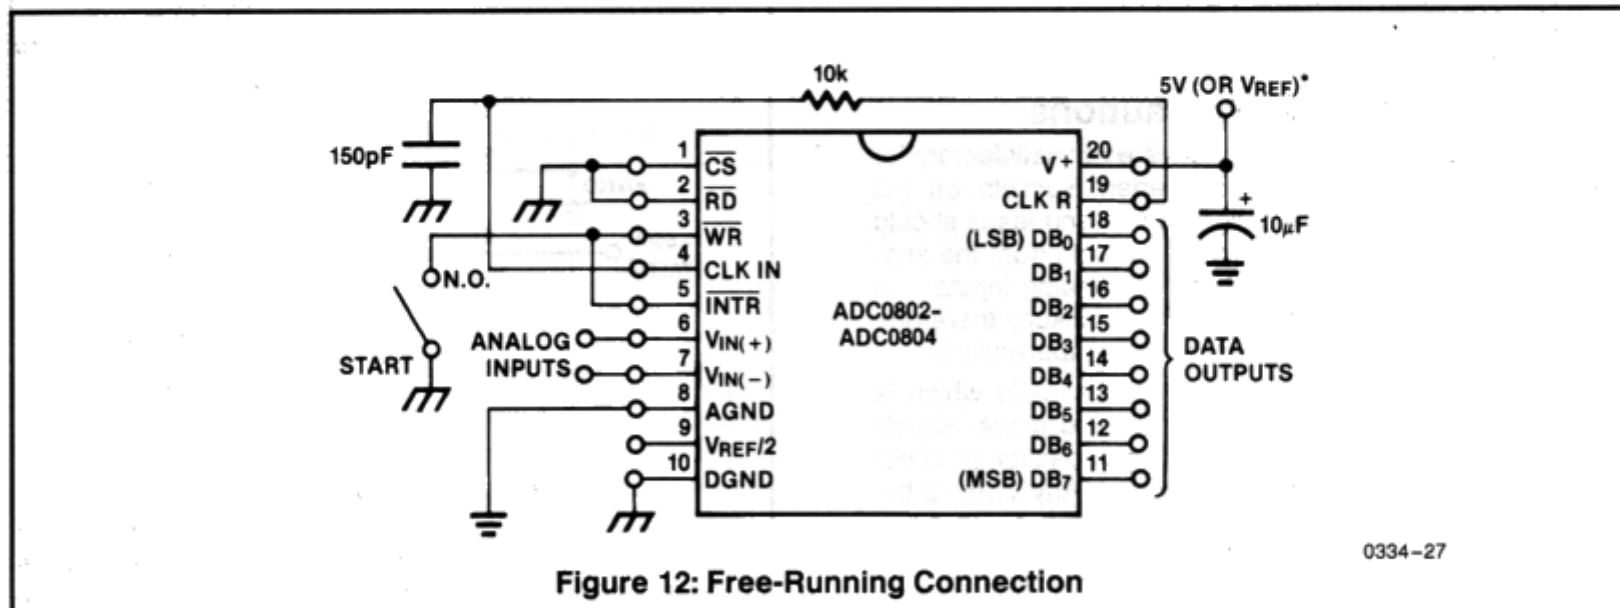 10k
5V (OR VREF)*
150pF
1 CS
2 RD
3 WR
4 CLK IN
5 INTR
6 VIN(+)
7 VIN(−)
8 AGND
9 VREF/2
10 DGND
N.O.
START
ANALOG
INPUTS
ADC0802-
ADC0804
V+ 20
CLK R 19
(LSB) DB0 18
DB1 17
DB2 16
DB3 15
DB4 14
DB5 13
DB6 12
(MSB) DB7 11
+
10μF
DATA
OUTPUTS
0334–27
Figure 12: Free-Running Connection